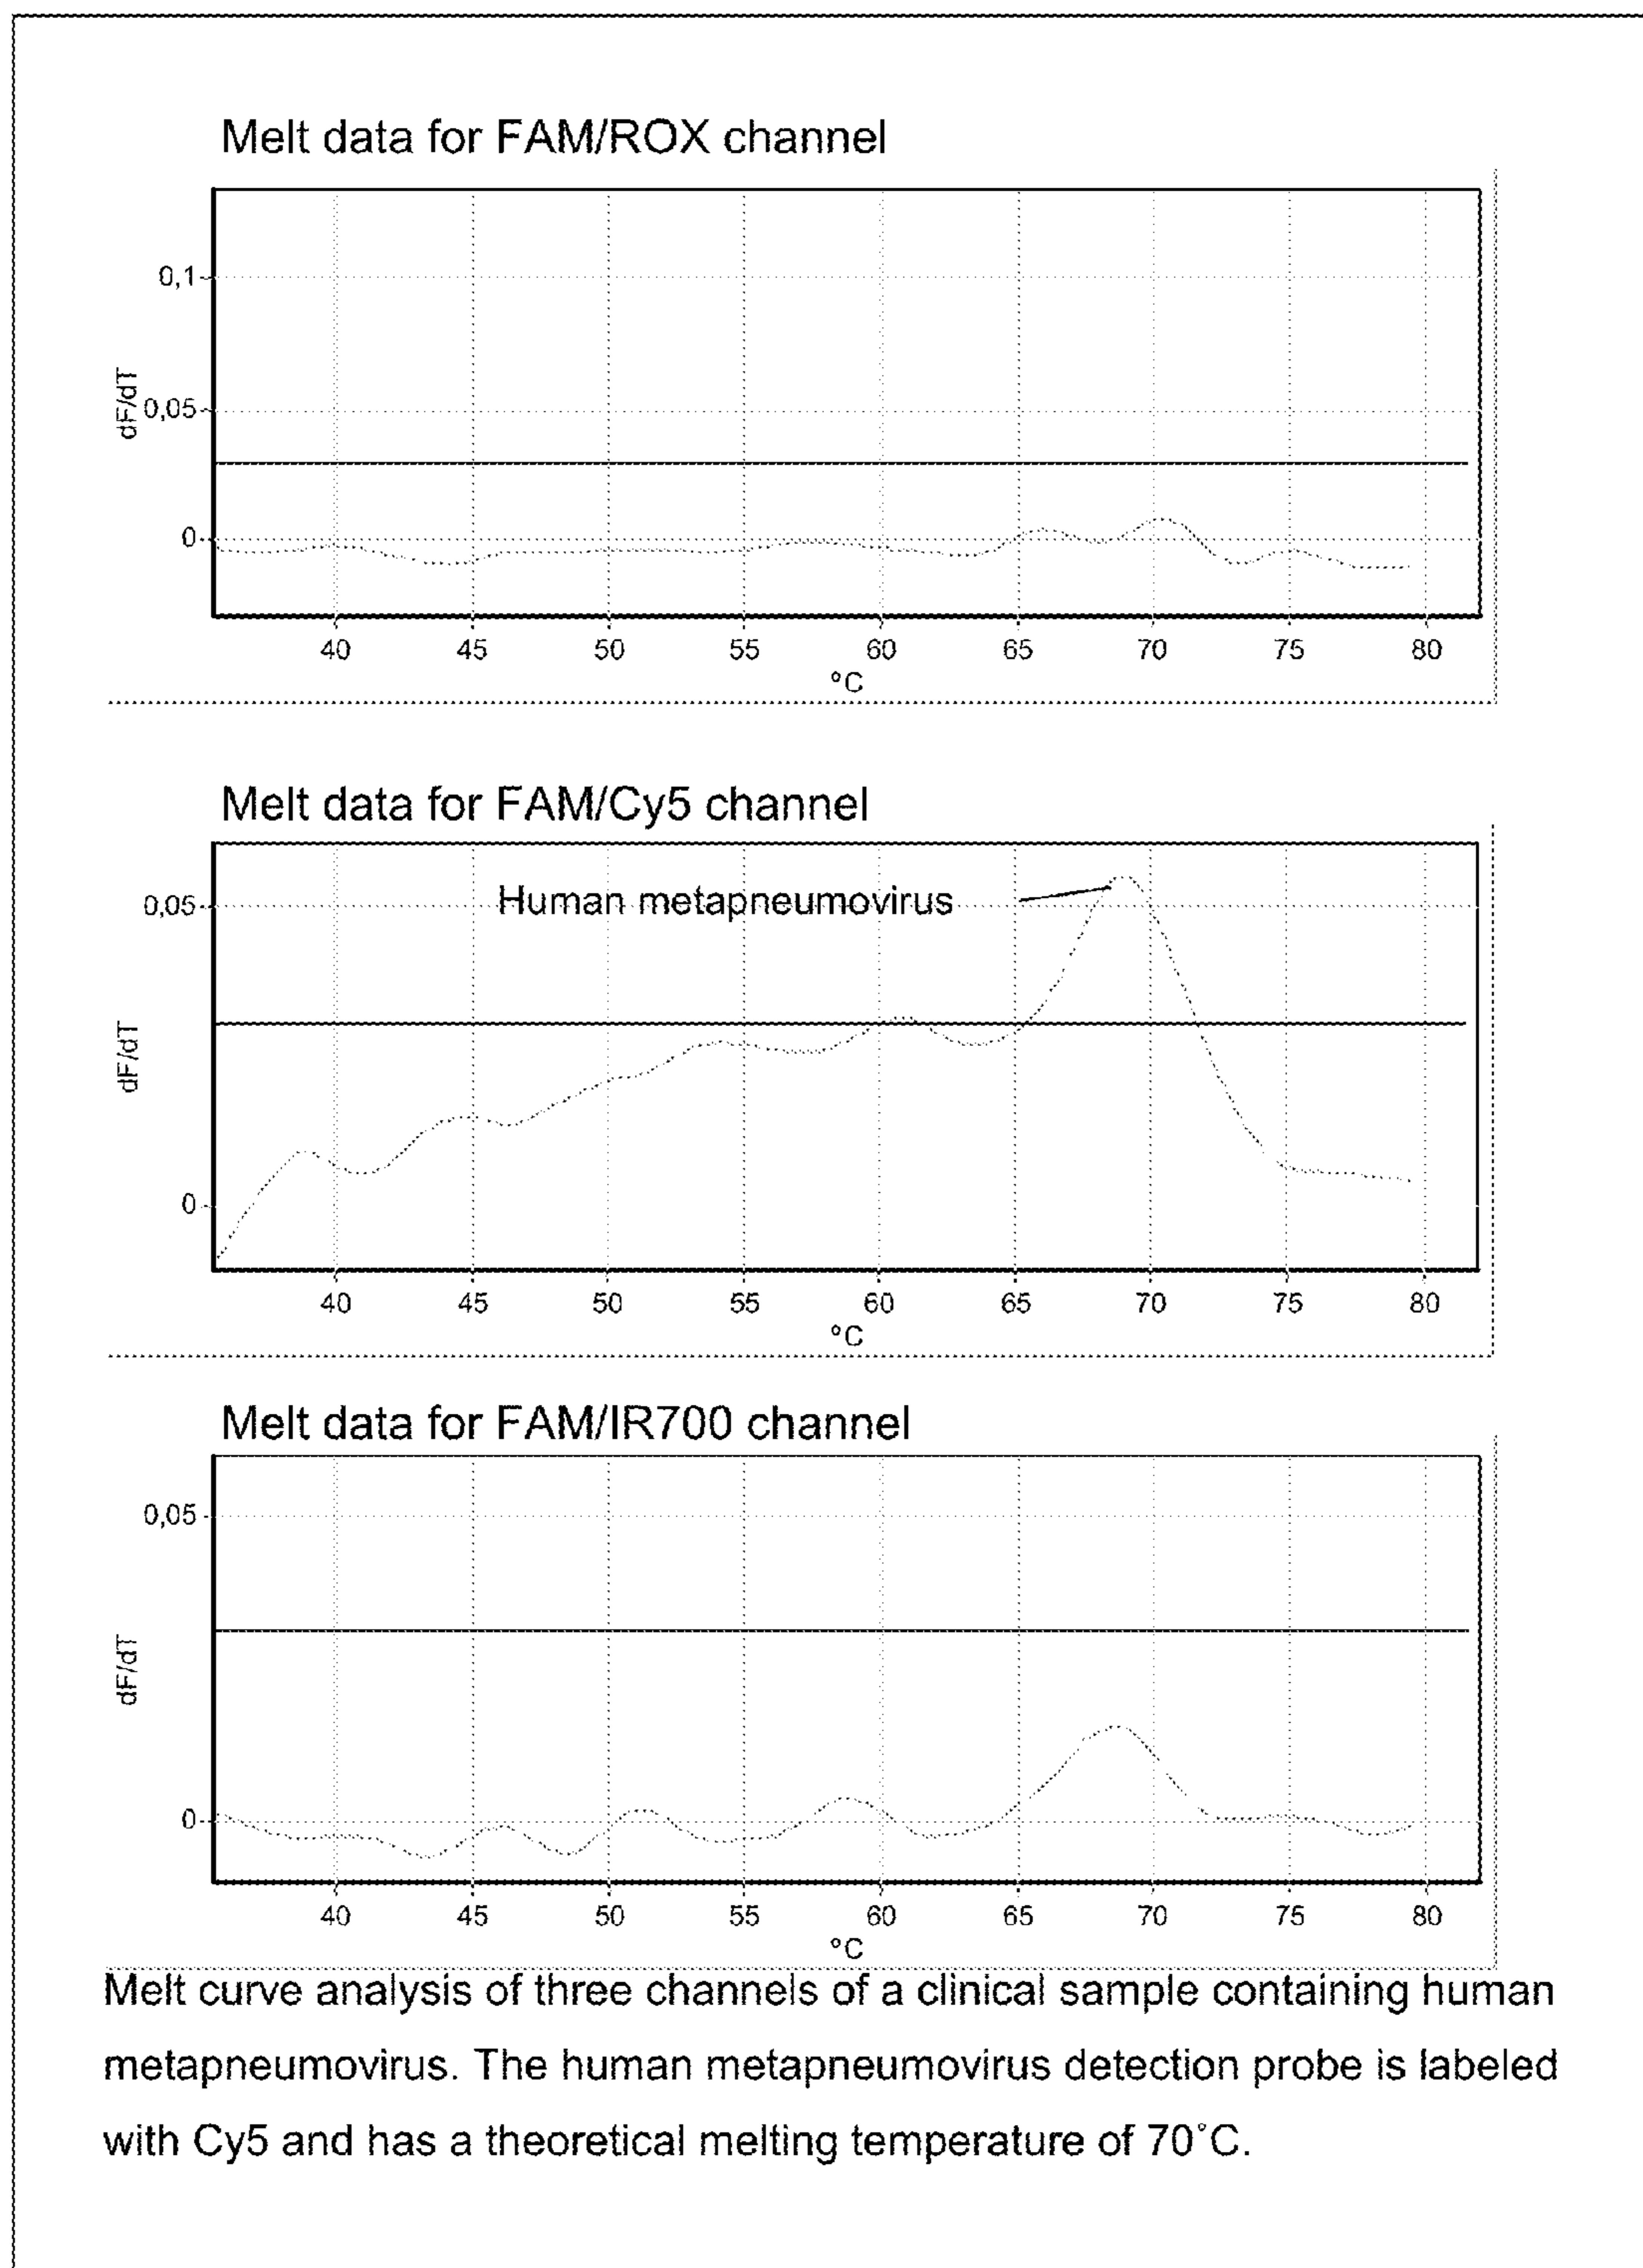 Melt data for FAM/ROX channel
0,1
dF/dT
0,05
0
40 45 50 55 60 65 70 75 80
°C
Melt data for FAM/Cy5 channel
0,05
Human metapneumovirus
dF/dT
0
40 45 50 55 60 65 70 75 80
°C
Melt data for FAM/IR700 channel
0,05
dF/dT
0
40 45 50 55 60 65 70 75 80
°C
Melt curve analysis of three channels of a clinical sample containing human
metapneumovirus. The human metapneumovirus detection probe is labeled
with Cy5 and has a theoretical melting temperature of 70°C.